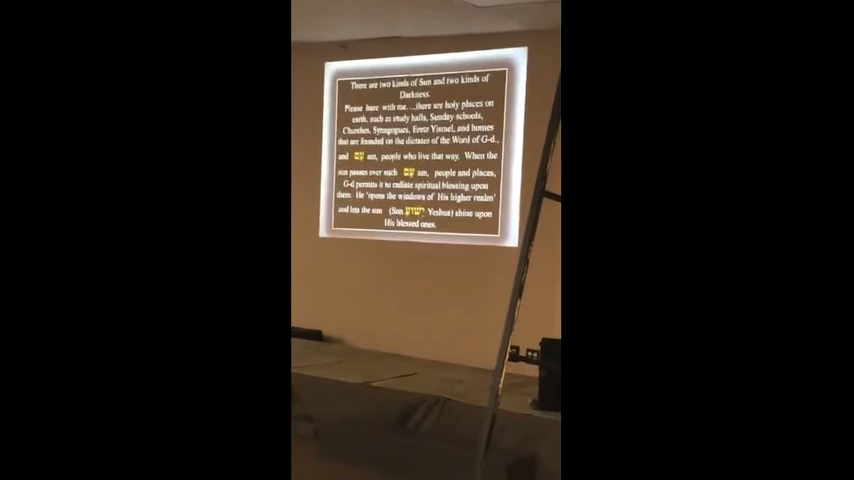 There are two kinds of Sun and two kinds of
Darkness.
Please bare with me....there are holy places on
earth, such as study halls, Sunday schools,
Churches, Synagogues, Eretz Yisrael, and homes
that are founded on the dictates of the Word of G-d.,
and עם am, people who live that way. When the
sun passes over such עם am, people and places,
G-d permits it to radiate spiritual blessing upon
them. He 'opens the windows of His higher realm'
and lets the sun (Son ישוע Yeshua) shine upon
His blessed ones.